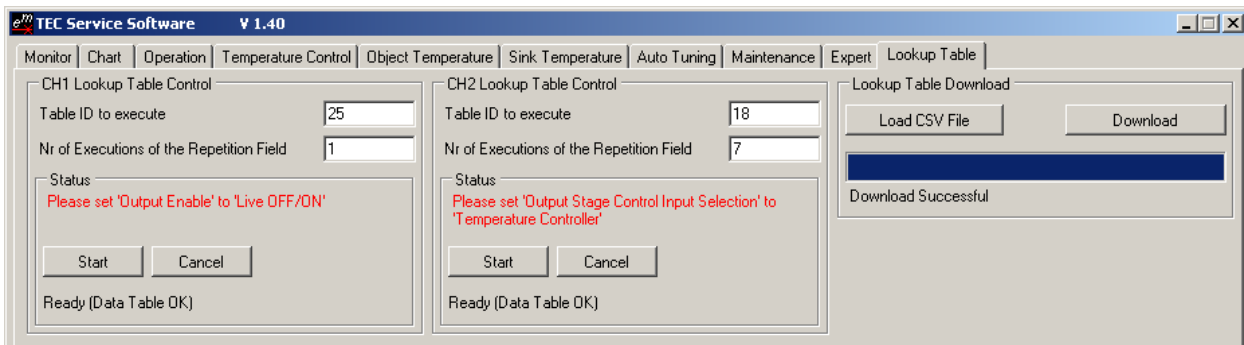 em TEC Service Software V 1.40
Monitor Chart Operation Temperature Control Object Temperature Sink Temperature Auto Tuning Maintenance Expert Lookup Table
CH1 Lookup Table Control
Table ID to execute 25
Nr of Executions of the Repetition Field 1
Status
Please set 'Output Enable' to 'Live OFF/ON'
Start Cancel
Ready (Data Table OK)
CH2 Lookup Table Control
Table ID to execute 18
Nr of Executions of the Repetition Field 7
Status
Please set 'Output Stage Control Input Selection' to
'Temperature Controller'
Start Cancel
Ready (Data Table OK)
Lookup Table Download
Load CSV File Download
Download Successful